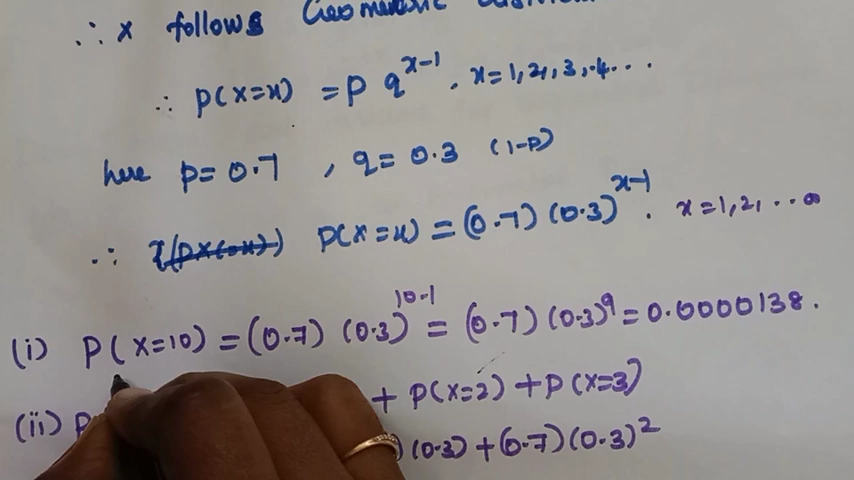 ∴ x follows Geometric
∴ P(X=x) = p q^{x-1}, x=1,2,3,4...
here p=0.7, q=0.3 (1-p)
∴ P(X=x) = (0.7) (0.3)^{x-1}. x=1,2,..∞
(i) P(X=10) = (0.7) (0.3)^{10-1} = (0.7)(0.3)^9 = 0.0000138.
(ii) P + P(X=2) + P(X=3)
) (0.3) + (0.7)(0.3)^2